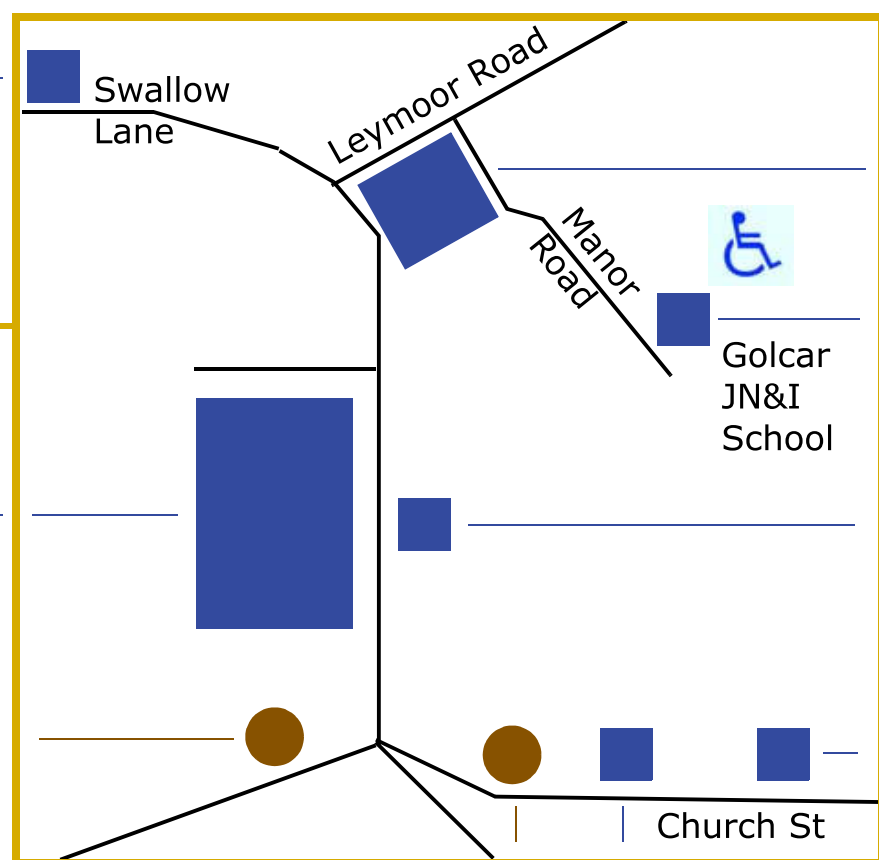 Swallow
Lane
Leymoor Road
Manor
Road
Golcar
JN&I
School
Church St